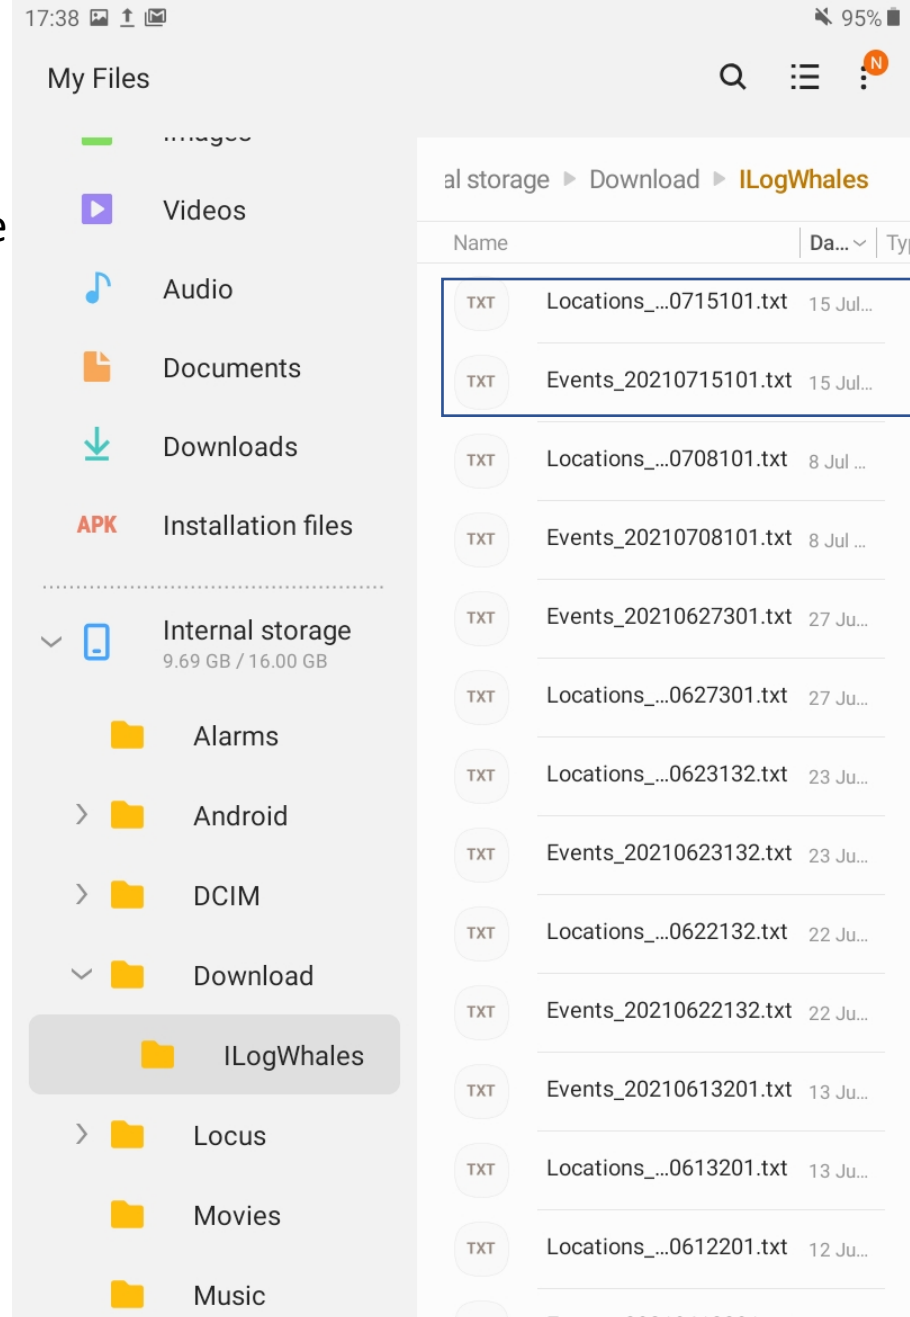 17:38
95%
My Files
N
Images
al storage Download ILogWhales
Videos
Name Da... Ty
Audio
TXT Locations_...0715101.txt 15 Jul...
Documents
TXT Events_20210715101.txt 15 Jul...
Downloads
TXT Locations_...0708101.txt 8 Jul ...
Installation files
APK
TXT Events_20210708101.txt 8 Jul ...
Internal storage
9.69 GB / 16.00 GB
TXT Events_20210627301.txt 27 Ju...
TXT Locations_...0627301.txt 27 Ju...
Alarms
TXT Locations_...0623132.txt 23 Ju...
Android
TXT Events_20210623132.txt 23 Ju...
DCIM
TXT Locations_...0622132.txt 22 Ju...
Download
TXT Events_20210622132.txt 22 Ju...
ILogWhales
TXT Events_20210613201.txt 13 Ju...
Locus
TXT Locations_...0613201.txt 13 Ju...
Movies
TXT Locations_...0612201.txt 12 Ju...
Music